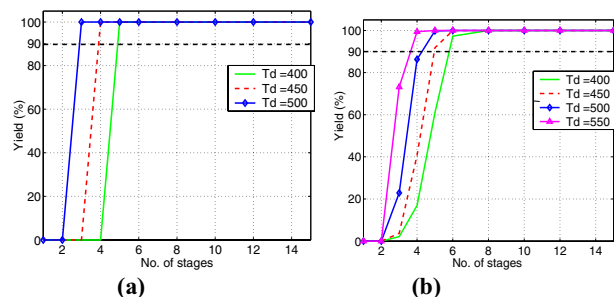 100
90
80
60
40
20
0
Yield (%)
2 4 6 8 10 12 14
No. of stages
Td =400
Td =450
Td =500
(a)
100
90
80
60
40
20
0
Yield (%)
2 4 6 8 10 12 14
No. of stages
Td =400
Td =450
Td =500
Td =550
(b)